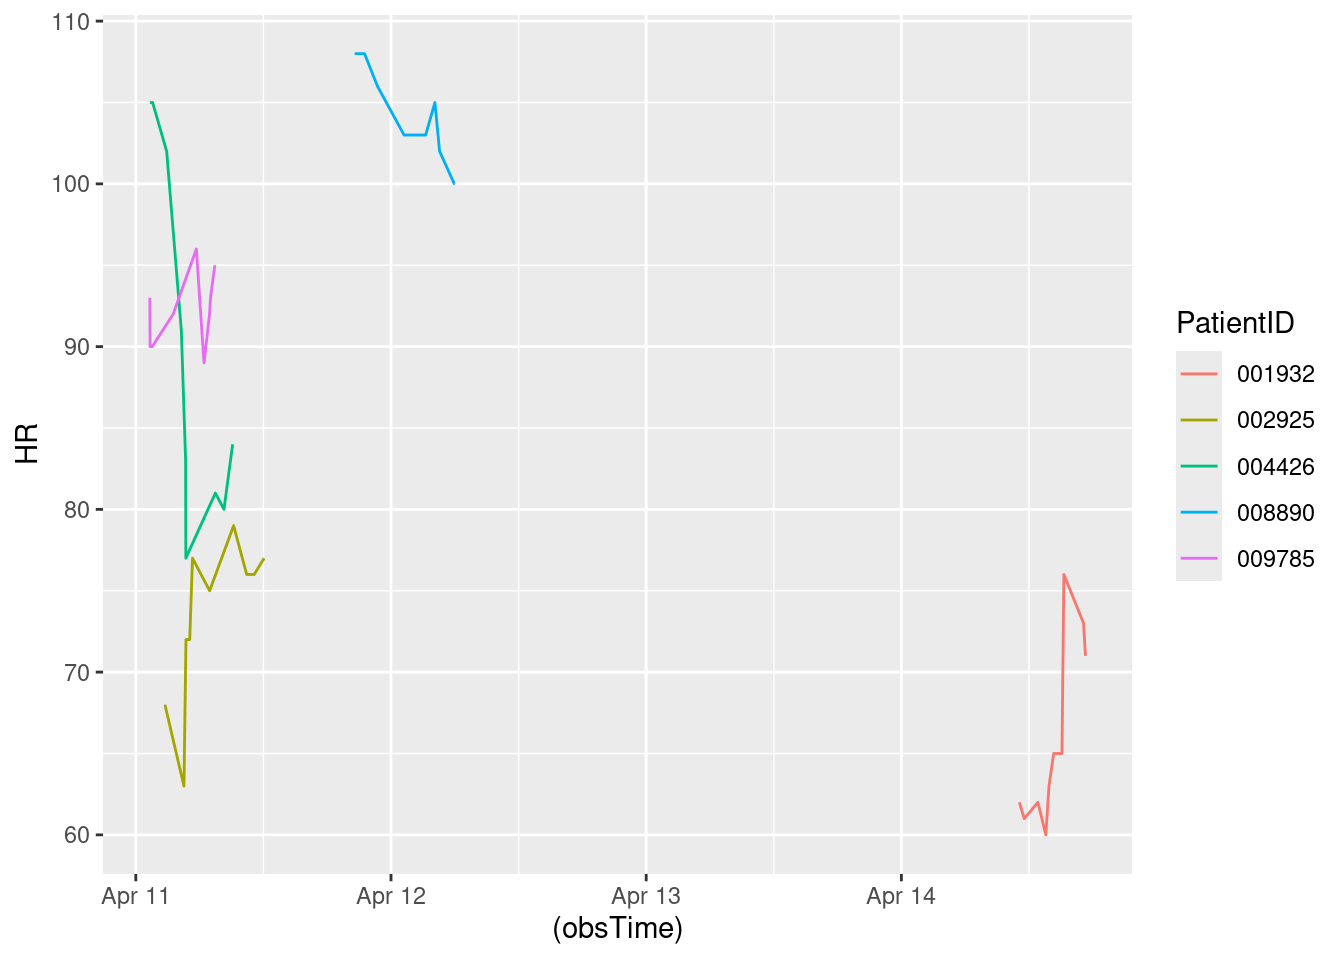 110
100
90
80
70
60
HR
Apr 11
Apr 12
Apr 13
Apr 14
(obsTime)
PatientID
001932
002925
004426
008890
009785